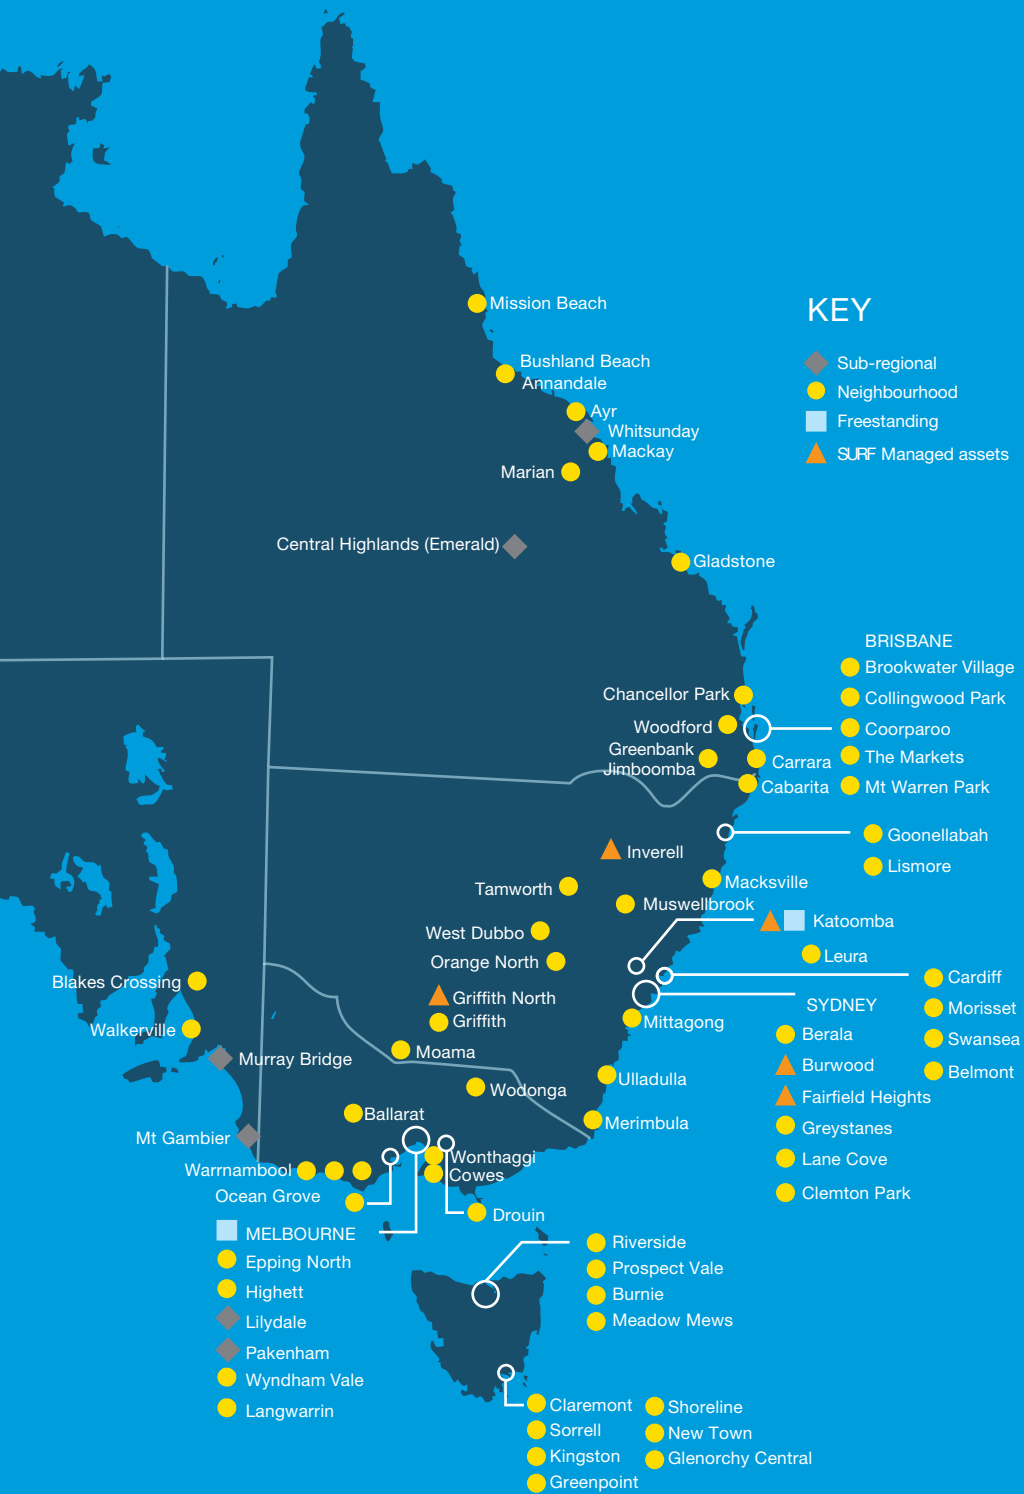 Mission Beach
KEY
Sub-regional
Neighbourhood
Freestanding
SURF Managed assets
Bushland Beach
Annandale
Ayr
Whitsunday
Mackay
Marian
Central Highlands (Emerald)
Gladstone
BRISBANE
Brookwater Village
Collingwood Park
Coorparoo
The Markets
Mt Warren Park
Chancellor Park
Woodford
Greenbank
Jimboomba
Carrara
Cabarita
Goonellabah
Lismore
Inverell
Tamworth
Macksville
Muswellbrook
Katoomba
Leura
West Dubbo
Orange North
Griffith North
Griffith
Blakes Crossing
Walkerville
Murray Bridge
Mt Gambier
Moama
Mittagong
Cardiff
Morisset
Swansea
Belmont
SYDNEY
Berala
Burwood
Fairfield Heights
Greystanes
Lane Cove
Clemton Park
Ulladulla
Wodonga
Merimbula
Ballarat
Wonthaggi
Cowes
Warrnambool
Ocean Grove
Drouin
MELBOURNE
Epping North
Highett
Lilydale
Pakenham
Wyndham Vale
Langwarrin
Riverside
Prospect Vale
Burnie
Meadow Mews
Claremont
Sorrell
Kingston
Greenpoint
Shoreline
New Town
Glenorchy Central